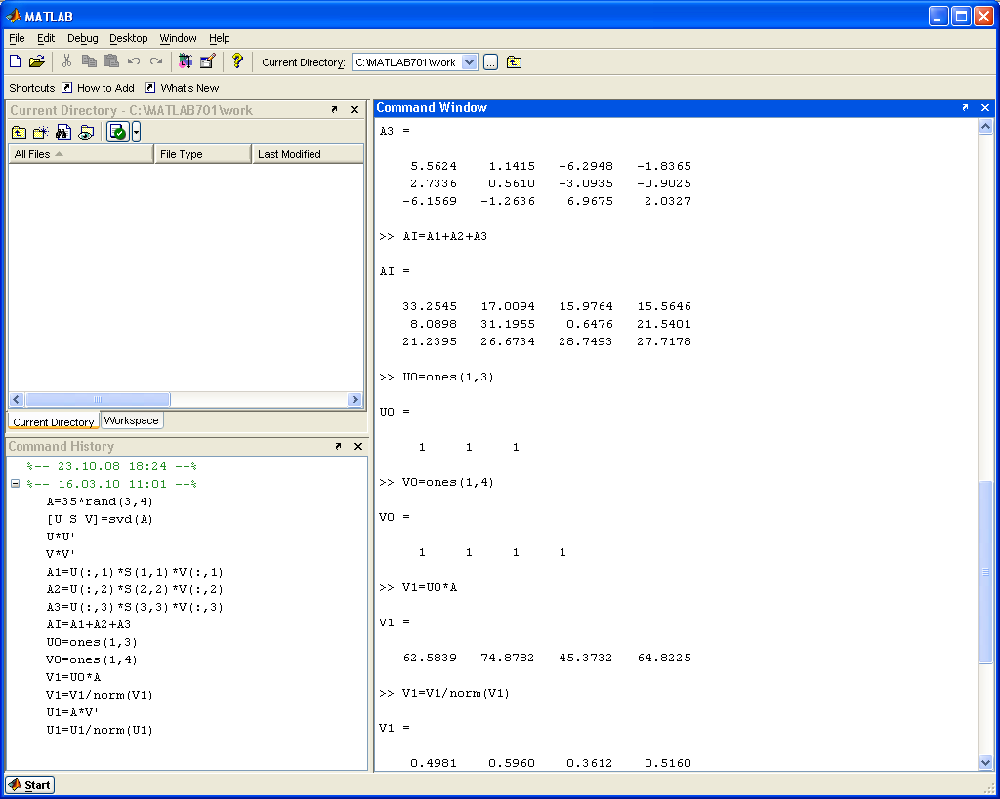 MATLAB
File Edit Debug Desktop Window Help
Current Directory: C:\MATLAB701\work ...
Shortcuts How to Add What's New
Current Directory - C:\MATLAB701\work
All Files File Type Last Modified
Current Directory Workspace
Command History
%-- 23.10.08 18:24 --%
%-- 16.03.10 11:01 --%
A=35*rand(3,4)
[U S V]=svd(A)
U*U'
V*V'
A1=U(:,1)*S(1,1)*V(:,1)'
A2=U(:,2)*S(2,2)*V(:,2)'
A3=U(:,3)*S(3,3)*V(:,3)'
AI=A1+A2+A3
U0=ones(1,3)
V0=ones(1,4)
V1=U0*A
V1=V1/norm(V1)
U1=A*V'
U1=U1/norm(U1)
Command Window
A3 =
5.5624 1.1415 -6.2948 -1.8365
2.7336 0.5610 -3.0935 -0.9025
-6.1569 -1.2636 6.9675 2.0327
>> AI=A1+A2+A3
AI =
33.2545 17.0094 15.9764 15.5646
8.0898 31.1955 0.6476 21.5401
21.2395 26.6734 28.7493 27.7178
>> U0=ones(1,3)
U0 =
1 1 1
>> V0=ones(1,4)
V0 =
1 1 1 1
>> V1=U0*A
V1 =
62.5839 74.8782 45.3732 64.8225
>> V1=V1/norm(V1)
V1 =
0.4981 0.5960 0.3612 0.5160
Start